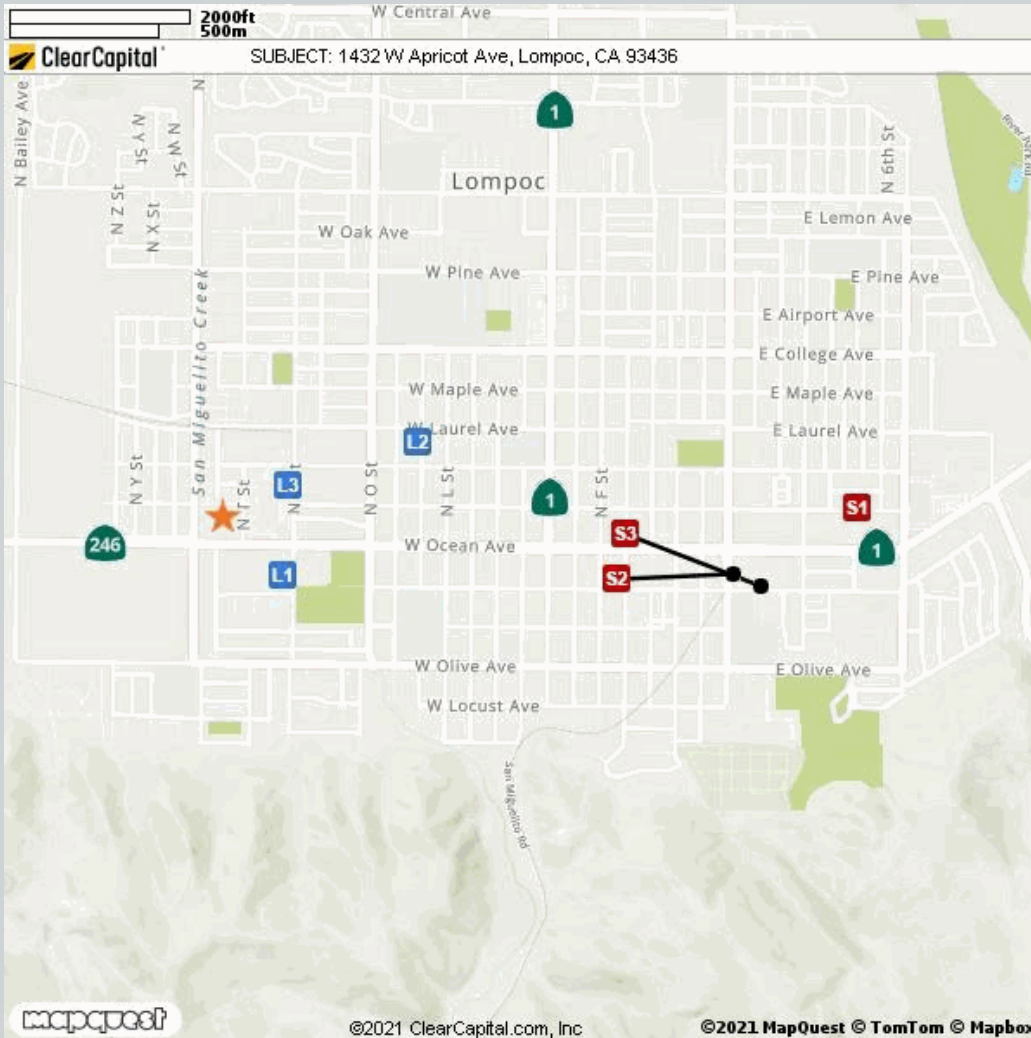 2000ft
W Central Ave
500m
ClearCapital
SUBJECT: 1432 W Apricot Ave, Lompoc, CA 93436
N
N Bailey Ave
N Y St
N W St
1
River Park Rd
N 6th St
Lompoc
N Z St
N X St
E Lemon Ave
W Oak Ave
W Pine Ave
E Pine Ave
San Miguelito Creek
E Airport Ave
E College Ave
W Maple Ave
E Maple Ave
W Laurel Ave
E Laurel Ave
L2
N Y St
N T St
L3
N
St
N O St
N L St
1
N F St
S1
S3
246
W Ocean Ave
1
L1
S2
W Olive Ave
E Olive Ave
W Locust Ave
San Miguelito Rd
mapquest
©2021 ClearCapital.com, Inc
©2021 MapQuest © TomTom © Mapbox